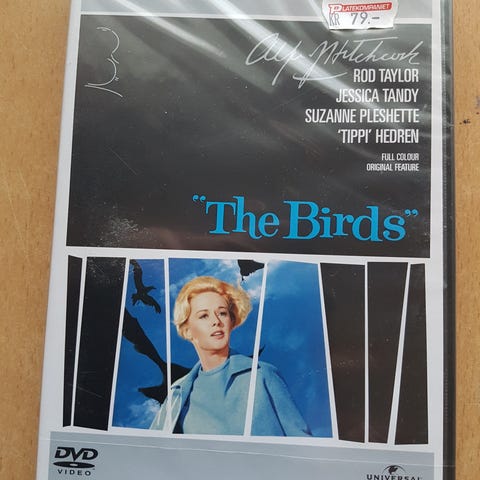 PLATEKOMPANIET
KR 79.-
Alfred Hitchcock
ROD TAYLOR
JESSICA TANDY
SUZANNE PLESHETTE
'TIPPI' HEDREN
FULL COLOUR
ORIGINAL FEATURE
"The Birds"
DVD
VIDEO
UNIVERSAL